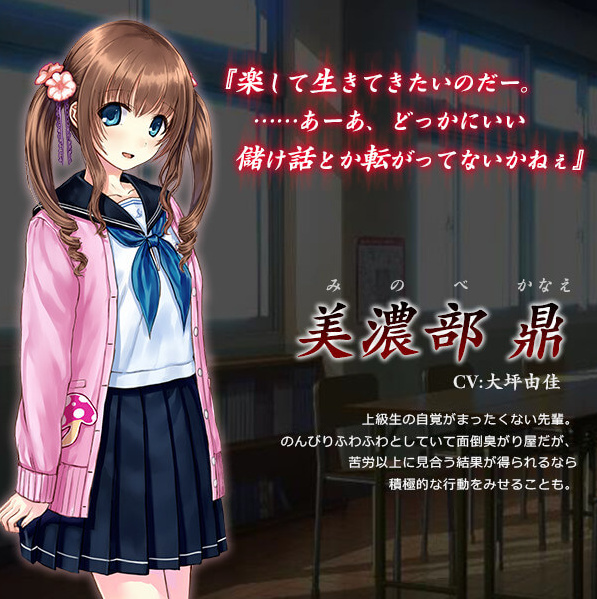 『楽して生きてきたいのだー。
……あーあ、どっかにいい
儲け話とか転がってないかねぇ』
みのべ かなえ
美濃部 鼎
CV:大坪由佳
上級生の自覚がまったくない先輩。
のんびりふわふわとしていて面倒臭がり屋だが、
苦労以上に見合う結果が得られるなら
積極的な行動をみせることも。